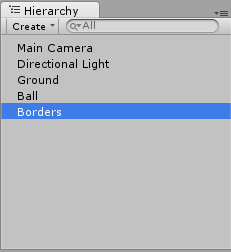 Hierarchy
Create All
Main Camera
Directional Light
Ground
Ball
Borders